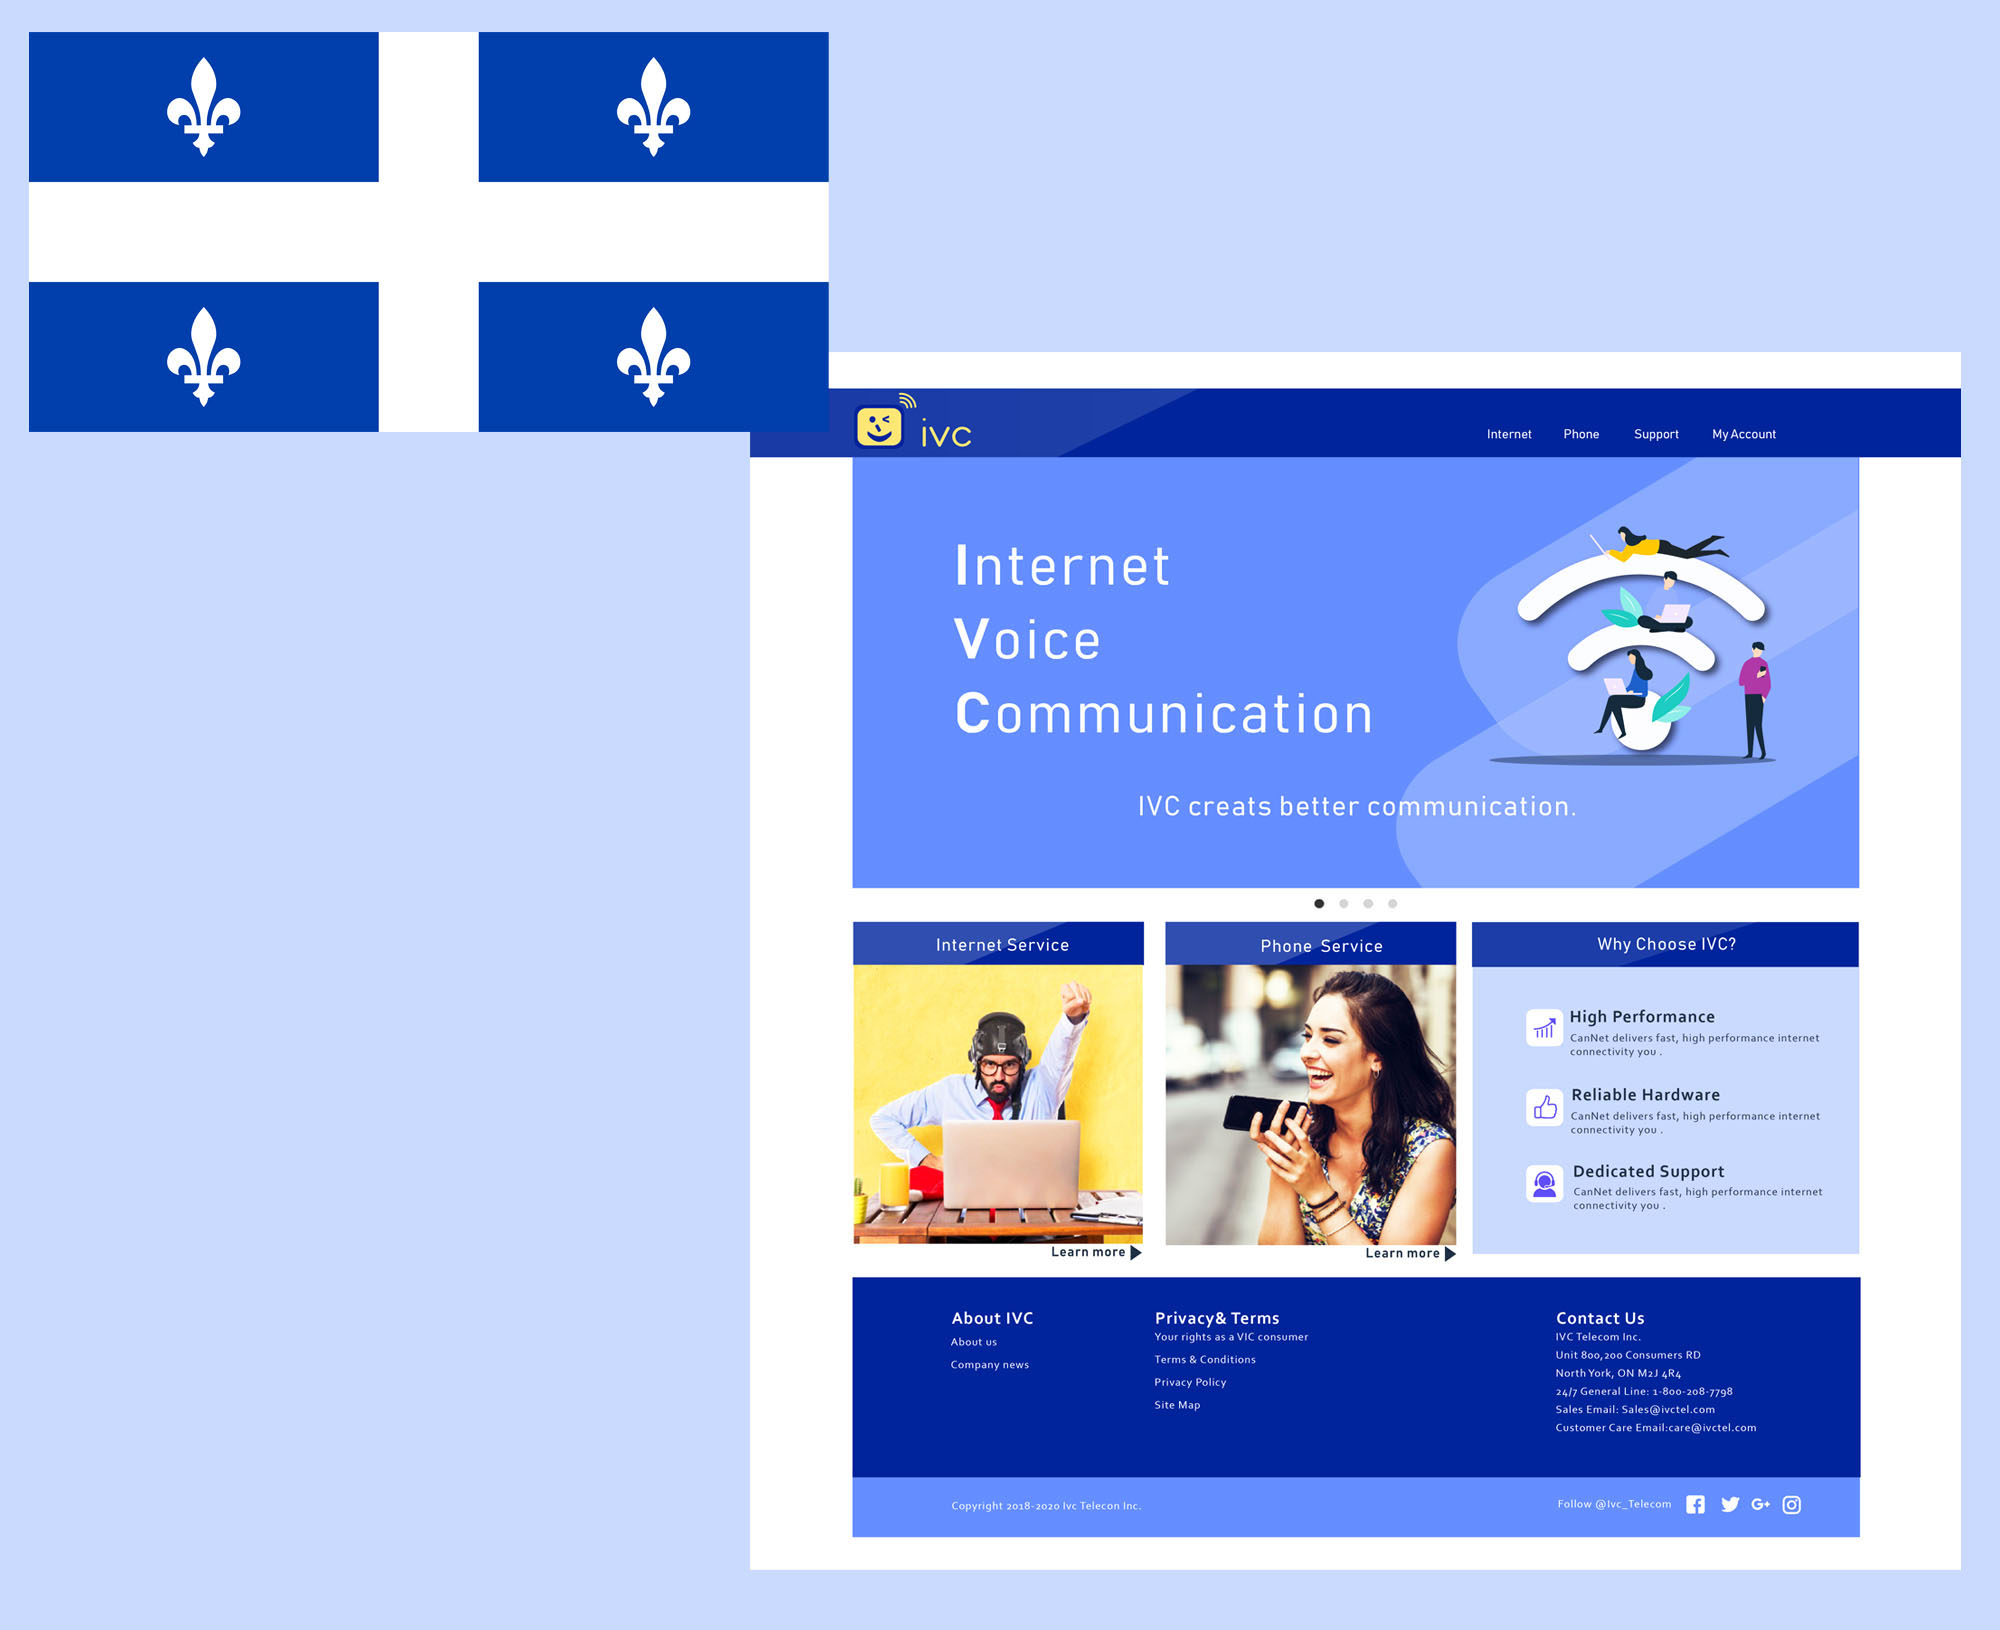 ivc
Internet Phone Support My Account
Internet
Voice
Communication
IVC creats better communication.
Internet Service
Learn more
Phone Service
Learn more
Why Choose IVC?
High Performance
CanNet delivers fast, high performance internet
connectivity you .
Reliable Hardware
CanNet delivers fast, high performance internet
connectivity you .
Dedicated Support
CanNet delivers fast, high performance internet
connectivity you .
About IVC
About us
Company news
Privacy& Terms
Your rights as a VIC consumer
Terms & Conditions
Privacy Policy
Site Map
Contact Us
IVC Telecom Inc.
Unit 800,200 Consumers RD
North York, ON M2J 4R4
24/7 General Line: 1-800-208-7798
Sales Email: Sales@ivctel.com
Customer Care Email:care@ivctel.com
Copyright 2018-2020 Ivc Telecon Inc.
Follow @Ivc_Telecom